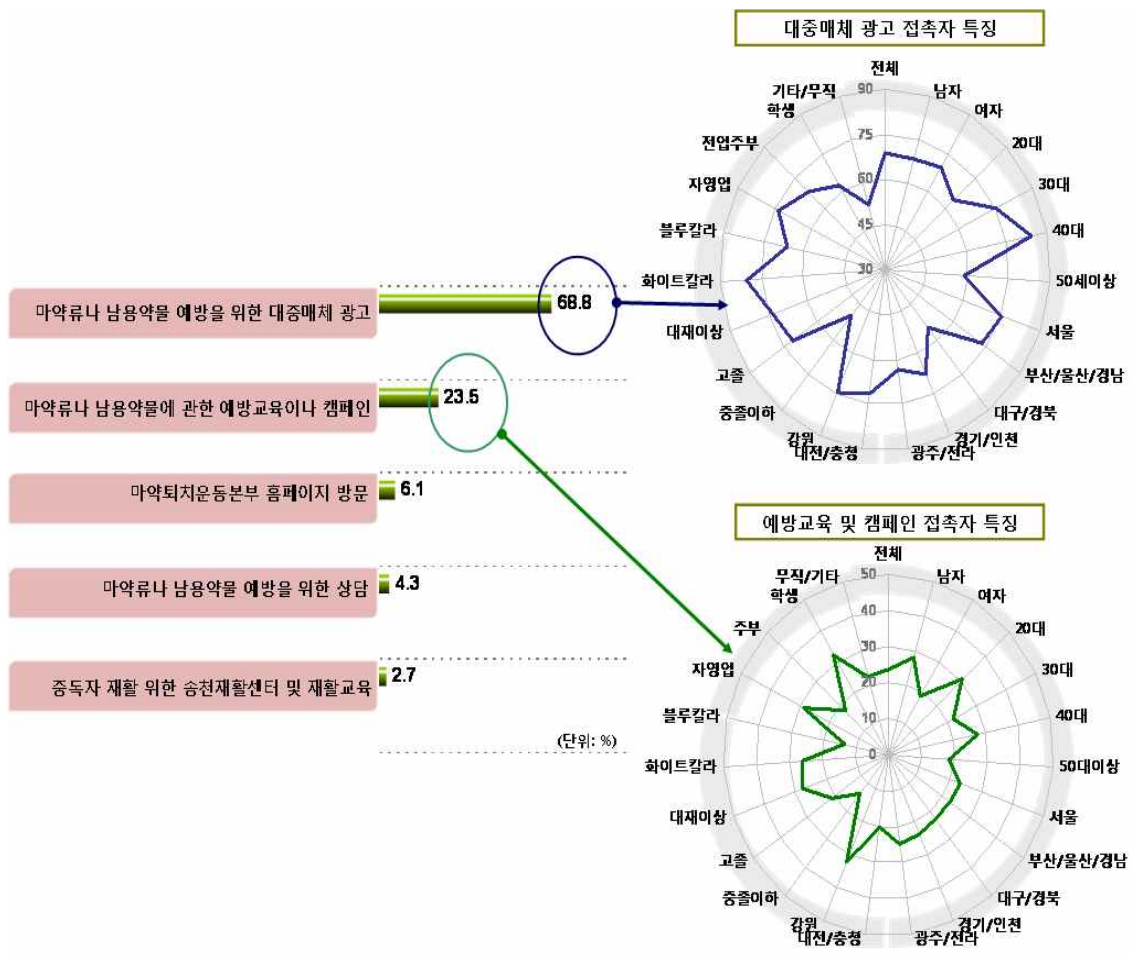 대중매체 광고 접촉자 특징
전체
남자
여자
20대
30대
40대
50세이상
서울
부산/울산/경남
대구/경북
경기/인천
광주/전라
대전/충청
강원
중졸이하
고졸
대재이상
화이트칼라
블루칼라
자영업
전업주부
학생
기타/무직
90
75
60
45
30
마약류나 남용약물 예방을 위한 대중매체 광고
68.8
마약류나 남용약물에 관한 예방교육이나 캠페인
23.5
마약퇴치운동본부 홈페이지 방문
6.1
마약류나 남용약물 예방을 위한 상담
4.3
중독자 재활 위한 송천재활센터 및 재활교육
2.7
(단위: %)
예방교육 및 캠페인 접촉자 특징
전체
남자
여자
20대
30대
40대
50대이상
서울
부산/울산/경남
대구/경북
경기/인천
광주/전라
대전/충청
강원
중졸이하
고졸
대재이상
화이트칼라
블루칼라
자영업
주부
학생
무직/기타
50
40
30
20
10
0